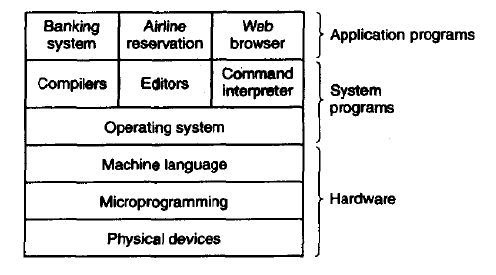 Banking system
Airline reservation
Web browser
Application programs
Compilers
Editors
Command interpreter
System programs
Operating system
Machine language
Microprogramming
Hardware
Physical devices